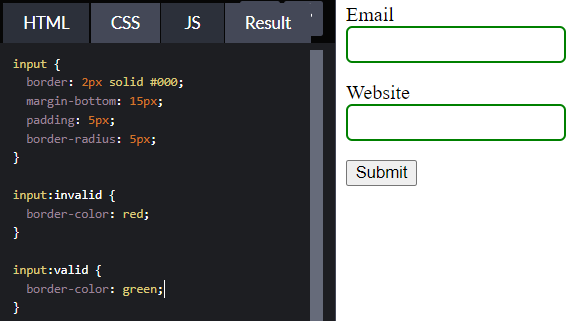 HTML CSS JS Result
input {
border: 2px solid #000;
margin-bottom: 15px;
padding: 5px;
border-radius: 5px;
}
input:invalid {
border-color: red;
}
input:valid {
border-color: green;
}
Email
Website
Submit